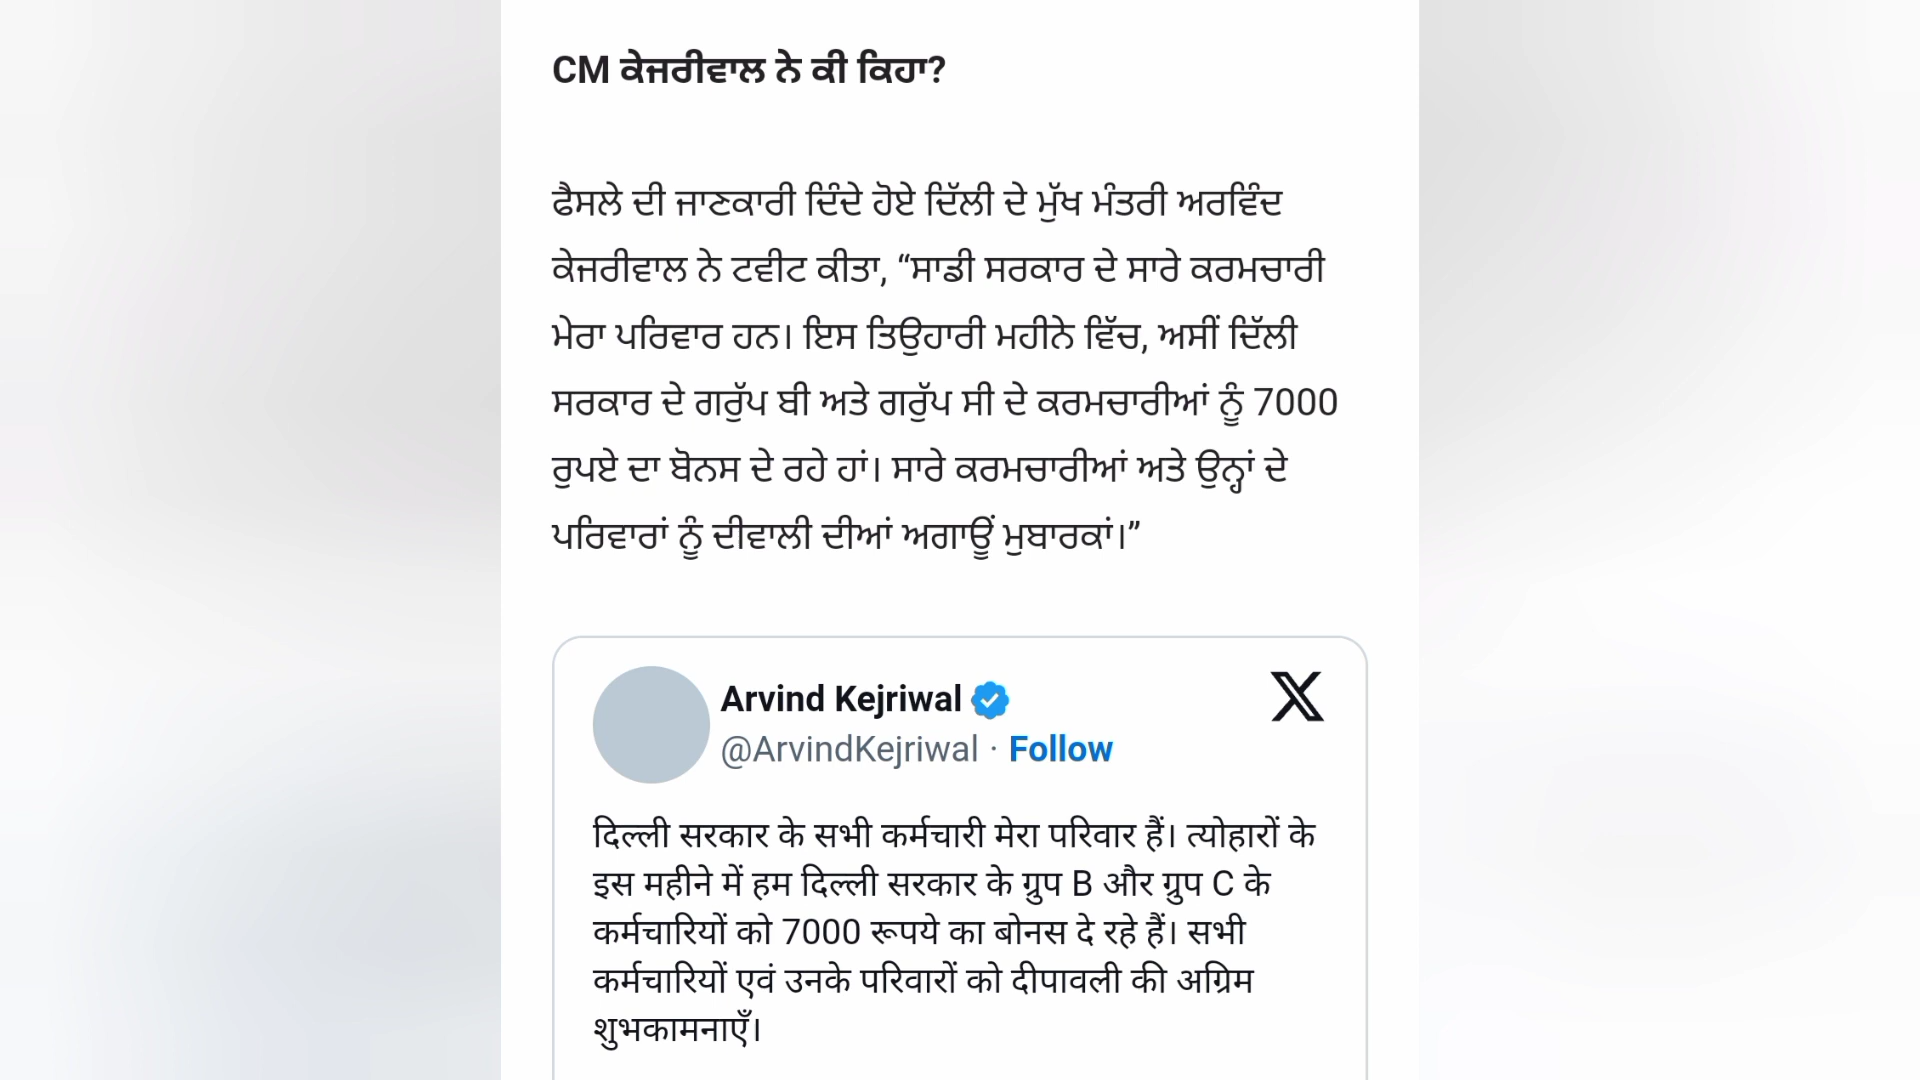 CM ਕੇਜਰੀਵਾਲ ਨੇ ਕੀ ਕਿਹਾ?
ਫੈਸਲੇ ਦੀ ਜਾਣਕਾਰੀ ਦਿੰਦੇ ਹੋਏ ਦਿੱਲੀ ਦੇ ਮੁੱਖ ਮੰਤਰੀ ਅਰਵਿੰਦ
ਕੇਜਰੀਵਾਲ ਨੇ ਟਵੀਟ ਕੀਤਾ, “ਸਾਡੀ ਸਰਕਾਰ ਦੇ ਸਾਰੇ ਕਰਮਚਾਰੀ
ਮੇਰਾ ਪਰਿਵਾਰ ਹਨ। ਇਸ ਤਿਉਹਾਰੀ ਮਹੀਨੇ ਵਿੱਚ, ਅਸੀਂ ਦਿੱਲੀ
ਸਰਕਾਰ ਦੇ ਗਰੁੱਪ ਬੀ ਅਤੇ ਗਰੁੱਪ ਸੀ ਦੇ ਕਰਮਚਾਰੀਆਂ ਨੂੰ 7000
ਰੁਪਏ ਦਾ ਬੋਨਸ ਦੇ ਰਹੇ ਹਾਂ। ਸਾਰੇ ਕਰਮਚਾਰੀਆਂ ਅਤੇ ਉਨ੍ਹਾਂ ਦੇ
ਪਰਿਵਾਰਾਂ ਨੂੰ ਦੀਵਾਲੀ ਦੀਆਂ ਅਗਾਊਂ ਮੁਬਾਰਕਾਂ।”
Arvind Kejriwal
@ArvindKejriwal · Follow
दिल्ली सरकार के सभी कर्मचारी मेरा परिवार हैं। त्योहारों के
इस महीने में हम दिल्ली सरकार के ग्रुप B और ग्रुप C के
कर्मचारियों को 7000 रूपये का बोनस दे रहे हैं। सभी
कर्मचारियों एवं उनके परिवारों को दीपावली की अग्रिम
शुभकामनाएँ।